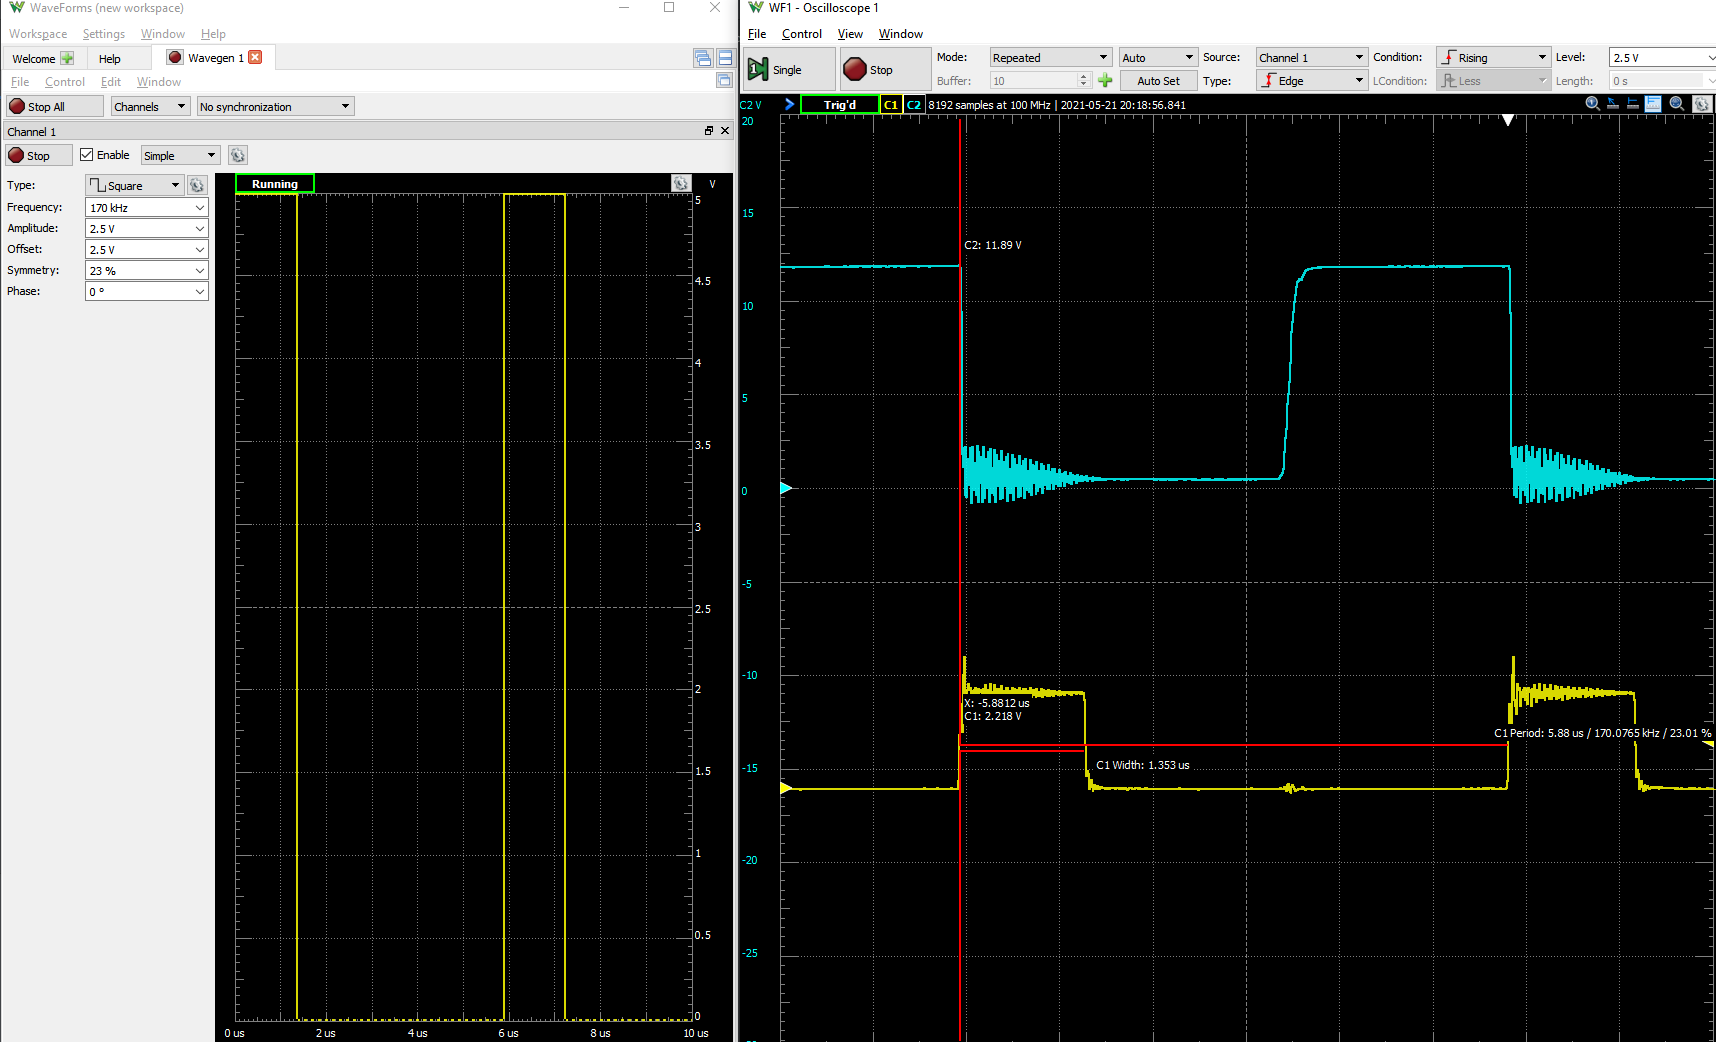 WaveForms (new workspace)
Workspace Settings Window Help
Welcome Help Wavegen 1
File Control Edit Window
Stop All Channels No synchronization
Channel 1
Stop Enable Simple
Type: Square
Frequency: 170 kHz
Amplitude: 2.5 V
Offset: 2.5 V
Symmetry: 23 %
Phase: 0 °
Running V
5
4.5
4
3.5
3
2.5
2
1.5
1
0.5
0
0 us 2 us 4 us 6 us 8 us 10 us
WF1 - Oscilloscope 1
File Control View Window
Single Stop
Mode: Repeated Auto Source: Channel 1 Condition: Rising Level: 2.5 V
Buffer: 10 Auto Set Type: Edge LCondition: Less Length: 0 s
C2 V Trig'd C1 C2 8192 samples at 100 MHz | 2021-05-21 20:18:56.841
20
15
C2: 11.89 V
10
5
0
-5
-10
X: -5.8812 us
C1: 2.218 V
C1 Period: 5.88 us / 170.0765 kHz / 23.01 %
-15
C1 Width: 1.353 us
-20
-25